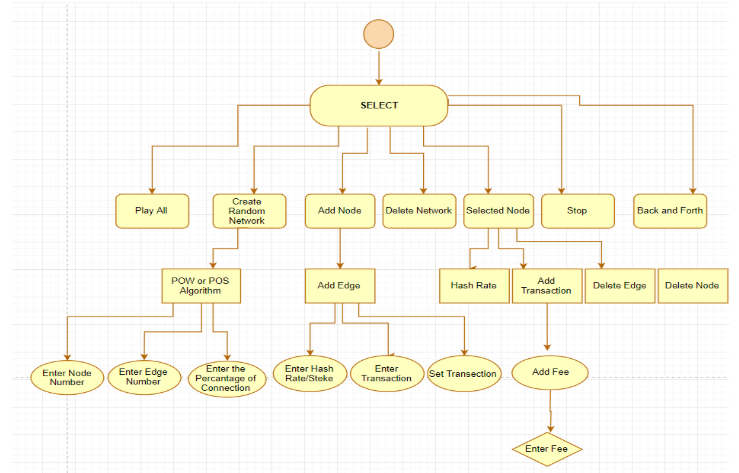 SELECT
Play All
Create
Random
Network
Add Node
Delete Network
Selected Node
Stop
Back and Forth
POW or POS
Algorithm
Add Edge
Hash Rate
Add
Transaction
Delete Edge
Delete Node
Enter Node
Number
Enter Edge
Number
Enter the
Percantage of
Connection
Enter Hash
Rate/Steke
Enter
Transaction
Set Transection
Add Fee
Enter Fee